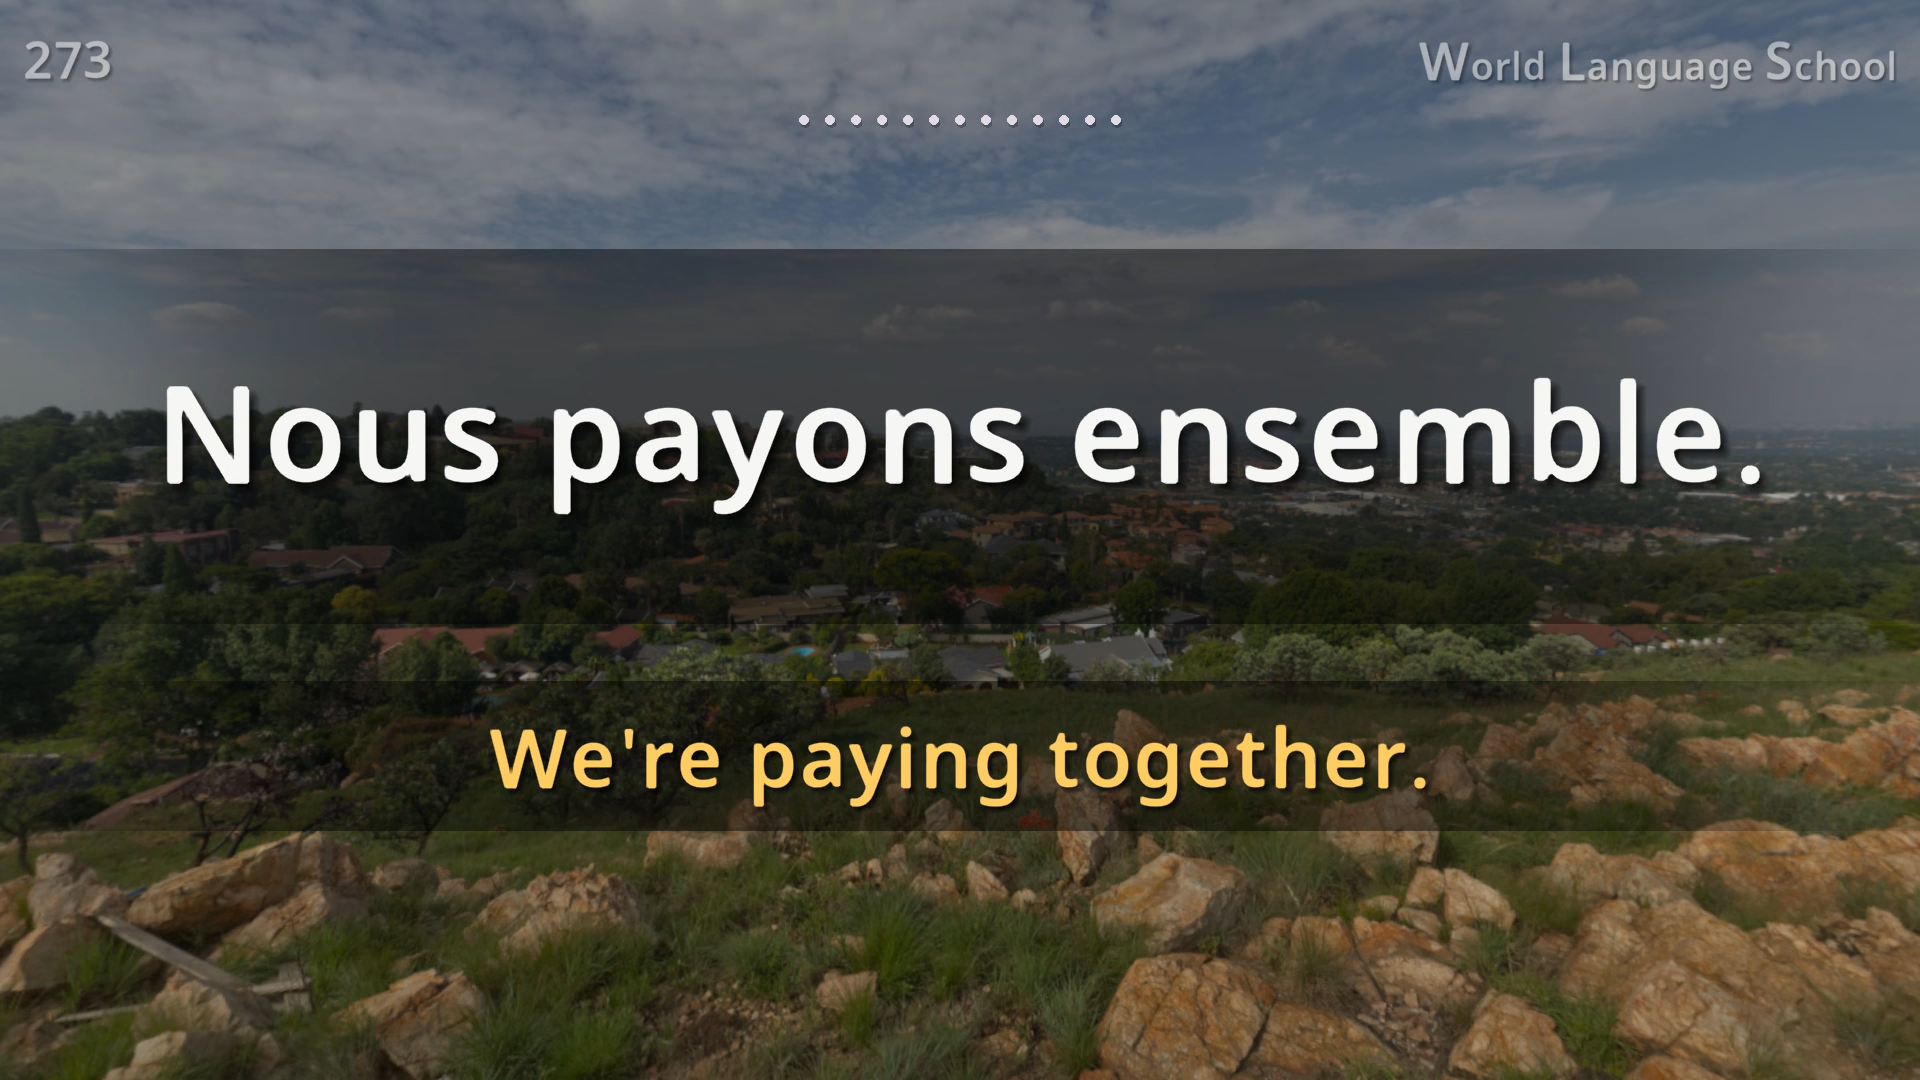 273
World Language School
Nous payons ensemble.
We're paying together.